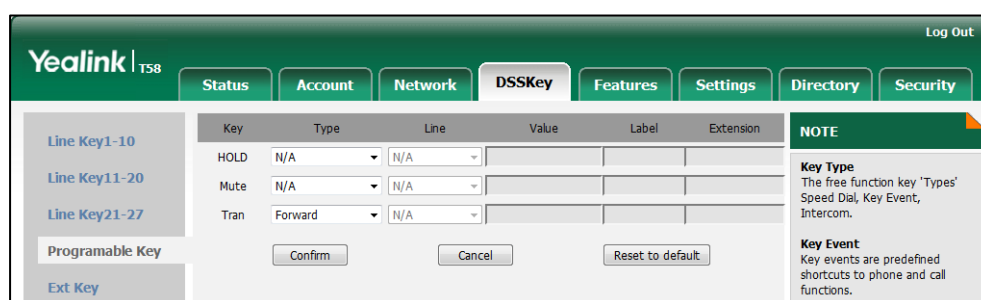 Log Out
Yealink T58
Status Account Network DSSKey Features Settings Directory Security
Line Key1-10
Line Key11-20
Line Key21-27
Programable Key
Ext Key
Key Type Line Value Label Extension
HOLD N/A N/A
Mute N/A N/A
Tran Forward N/A
Confirm Cancel Reset to default
NOTE
Key Type
The free function key 'Types'
Speed Dial, Key Event,
Intercom.
Key Event
Key events are predefined
shortcuts to phone and call
functions.